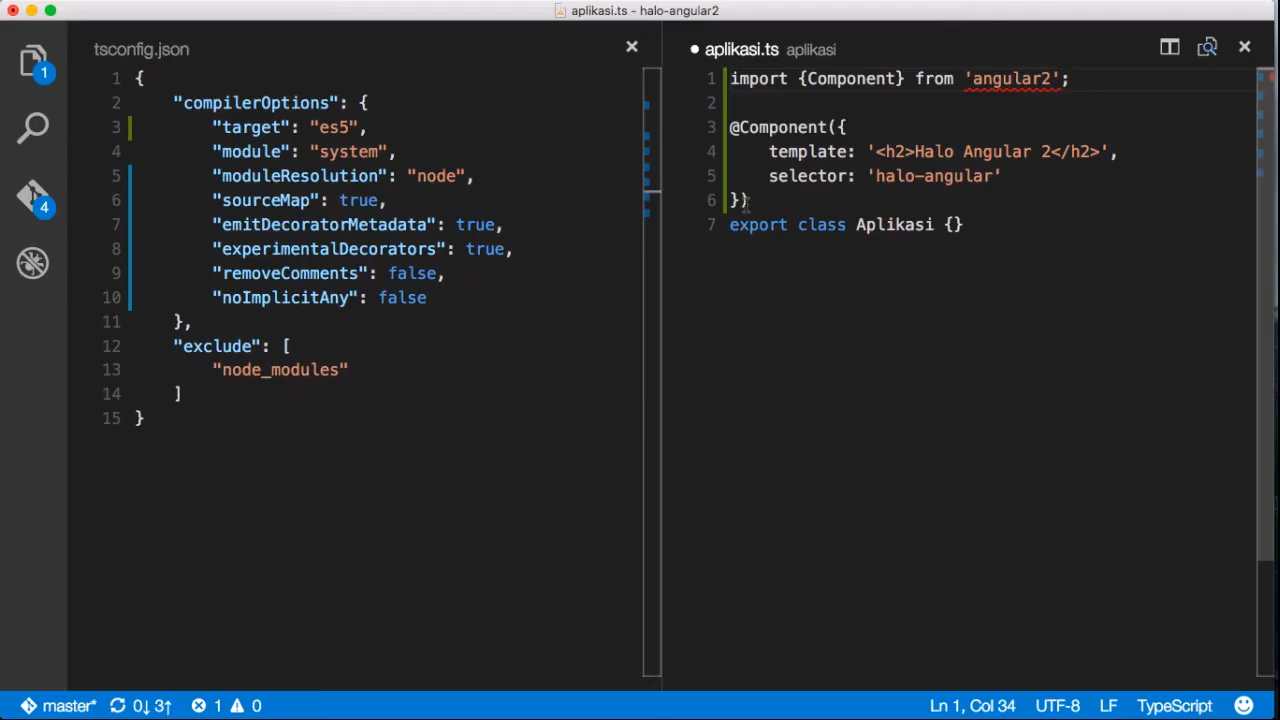 aplikasi.ts - halo-angular2
1
4
tsconfig.json
1 {
2 "compilerOptions": {
3 "target": "es5",
4 "module": "system",
5 "moduleResolution": "node",
6 "sourceMap": true,
7 "emitDecoratorMetadata": true,
8 "experimentalDecorators": true,
9 "removeComments": false,
10 "noImplicitAny": false
11 },
12 "exclude": [
13 "node_modules"
14 ]
15 }
aplikasi.ts aplikasi
1 import {Component} from 'angular2';
2
3 @Component({
4 template: '<h2>Halo Angular 2</h2>',
5 selector: 'halo-angular'
6 })
7 export class Aplikasi {}
master* 0↓ 3↑ 1 0 Ln 1, Col 34 UTF-8 LF TypeScript